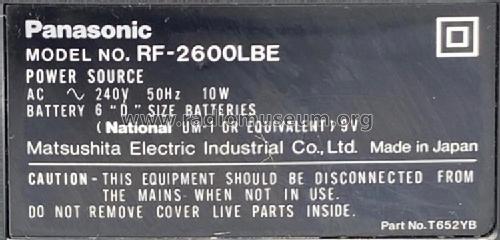 Panasonic
MODEL NO. RF-2600LBE
POWER SOURCE
AC ∿ 240V 50Hz 10W
BATTERY 6 "D" SIZE BATTERIES
(National UM-1 OR EQUIVALENT) 9V
www.radiomuseum.org
Matsushita Electric Industrial Co., Ltd. Made in Japan
CAUTION - THIS EQUIPMENT SHOULD BE DISCONNECTED FROM
THE MAINS WHEN NOT IN USE.
DO NOT REMOVE COVER LIVE PARTS INSIDE.
Part No. T652YB